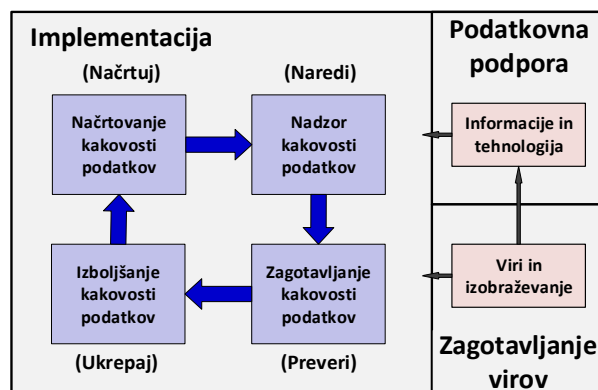 Implementacija
(Načrtuj)
(Naredi)
Načrtovanje
kakovosti
podatkov
Nadzor
kakovosti
podatkov
Izboljšanje
kakovosti
podatkov
Zagotavljanje
kakovosti
podatkov
(Ukrepaj)
(Preveri)
Podatkovna
podpora
Informacije in
tehnologija
Viri in
izobraževanje
Zagotavljanje
virov